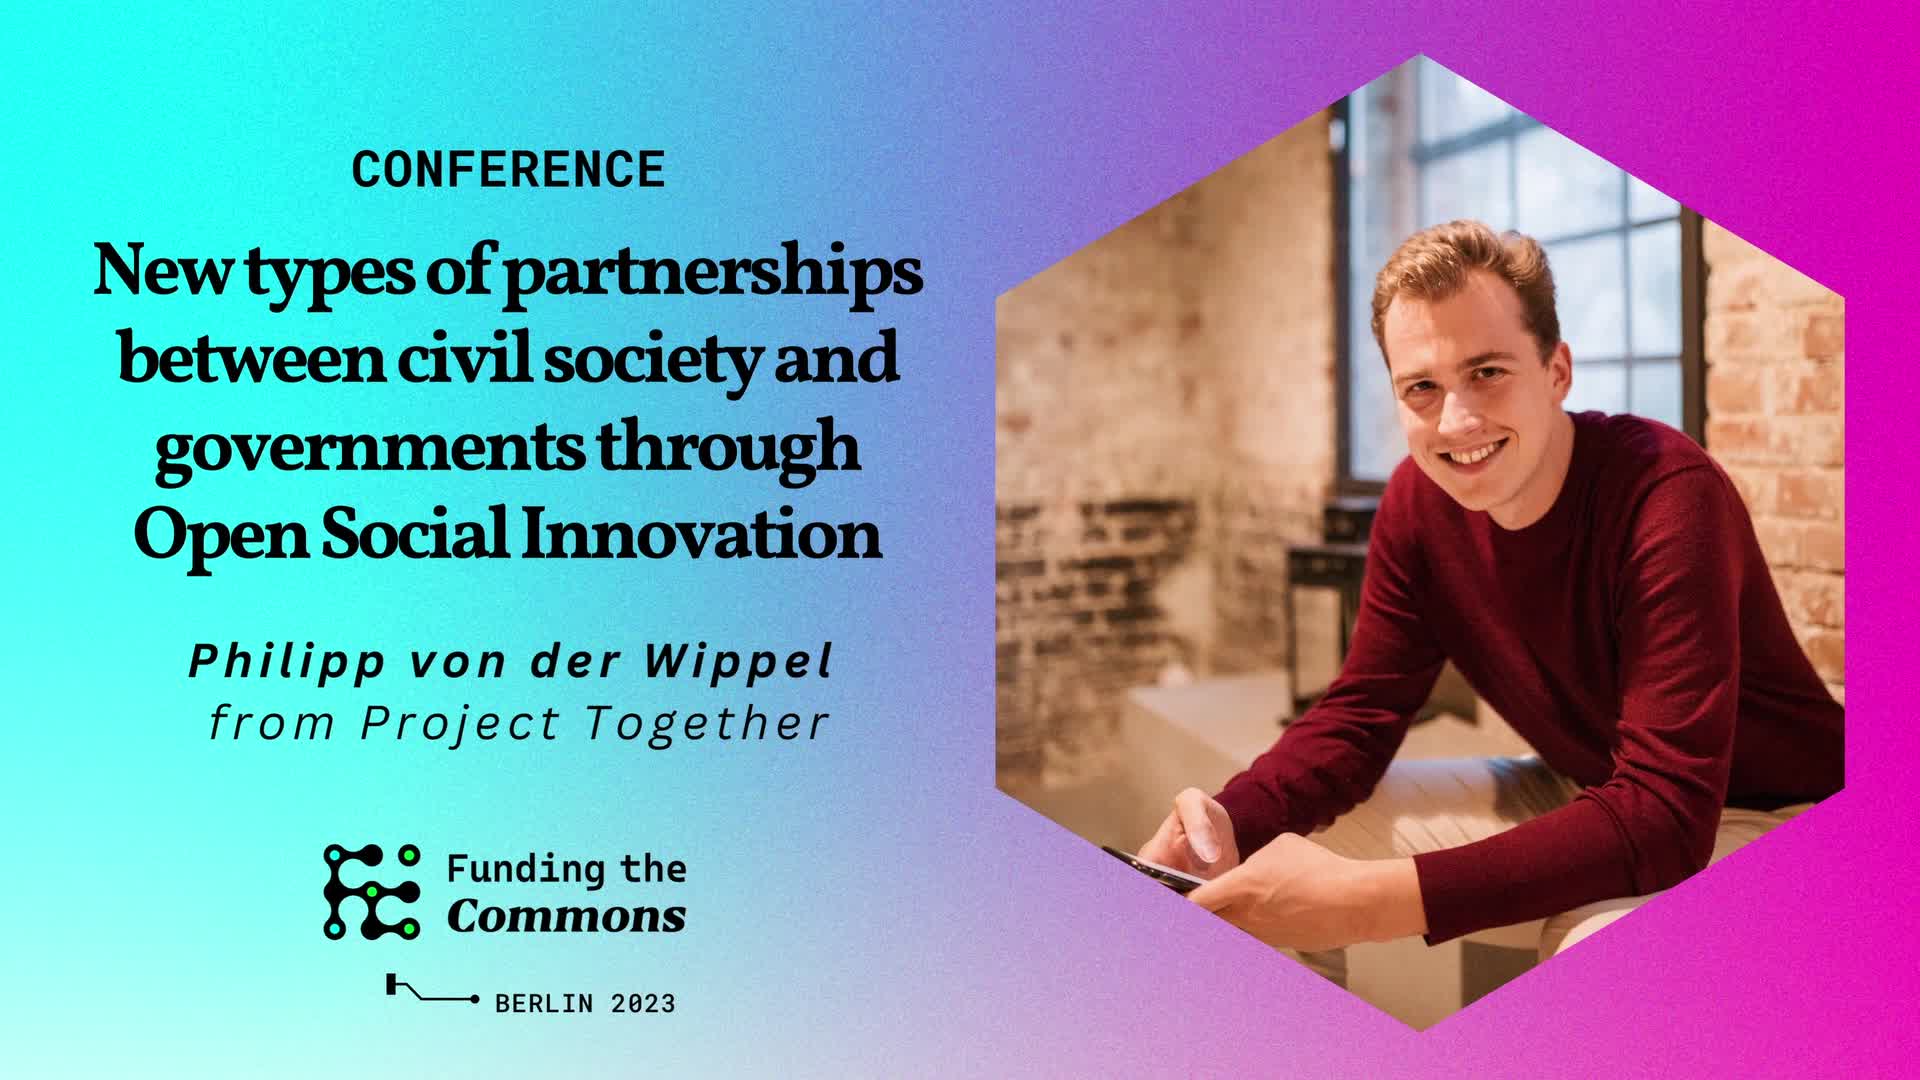 CONFERENCE
New types of partnerships
between civil society and
governments through
Open Social Innovation
Philipp von der Wippel
from Project Together
Funding the
Commons
BERLIN 2023